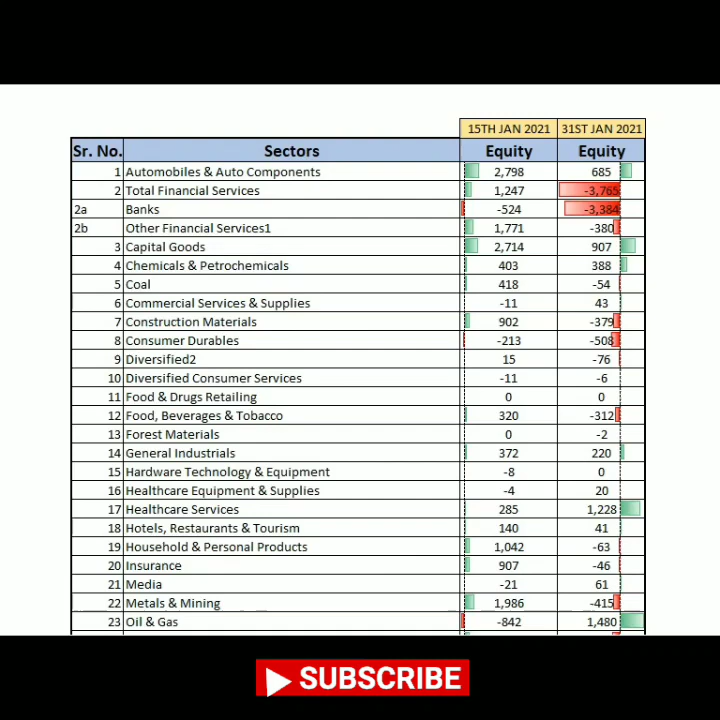 15TH JAN 2021 31ST JAN 2021
Sr. No. Sectors Equity Equity
1 Automobiles & Auto Components 2,798 685
2 Total Financial Services 1,247 -3,765
2a Banks -524 -3,384
2b Other Financial Services1 1,771 -380
3 Capital Goods 2,714 907
4 Chemicals & Petrochemicals 403 388
5 Coal 418 -54
6 Commercial Services & Supplies -11 43
7 Construction Materials 902 -379
8 Consumer Durables -213 -508
9 Diversified2 15 -76
10 Diversified Consumer Services -11 -6
11 Food & Drugs Retailing 0 0
12 Food, Beverages & Tobacco 320 -312
13 Forest Materials 0 -2
14 General Industrials 372 220
15 Hardware Technology & Equipment -8 0
16 Healthcare Equipment & Supplies -4 20
17 Healthcare Services 285 1,228
18 Hotels, Restaurants & Tourism 140 41
19 Household & Personal Products 1,042 -63
20 Insurance 907 -46
21 Media -21 61
22 Metals & Mining 1,986 -415
23 Oil & Gas -842 1,480
SUBSCRIBE